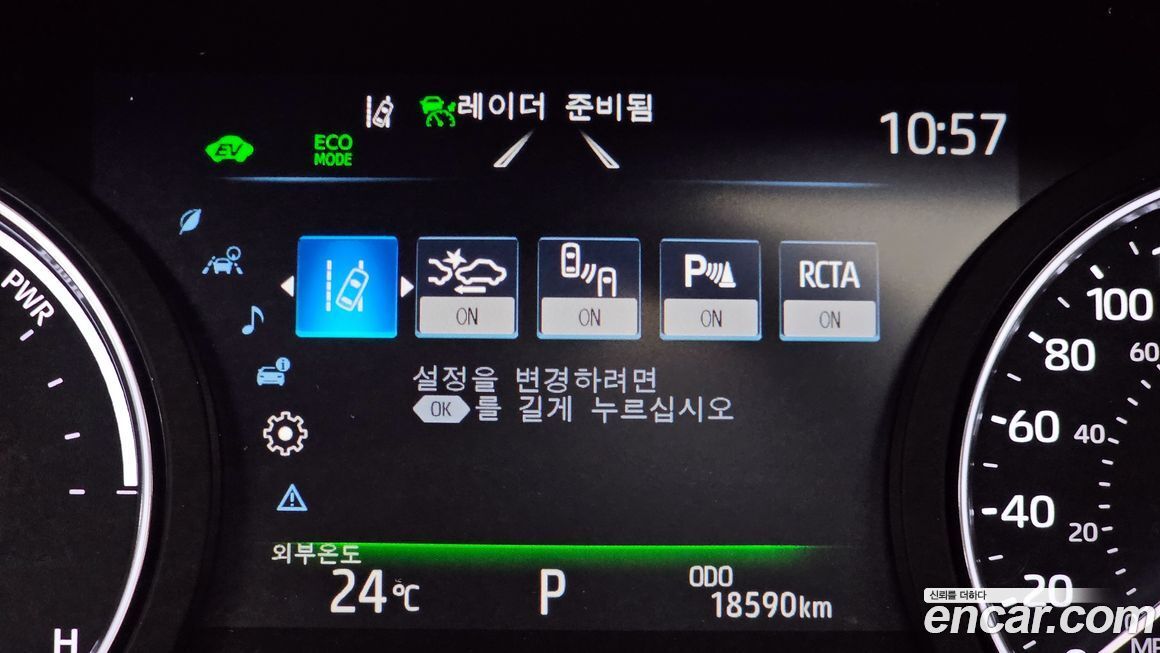 레이더 준비됨
10:57
EV
ECO
MODE
PWR
ON
ON
P
ON
RCTA
ON
설정을 변경하려면
OK 를 길게 누르십시오
외부온도
24°C
P
ODO
18590km
H
100
80
60
60
40
40
20
20
0
신뢰를 더하다
encar.com